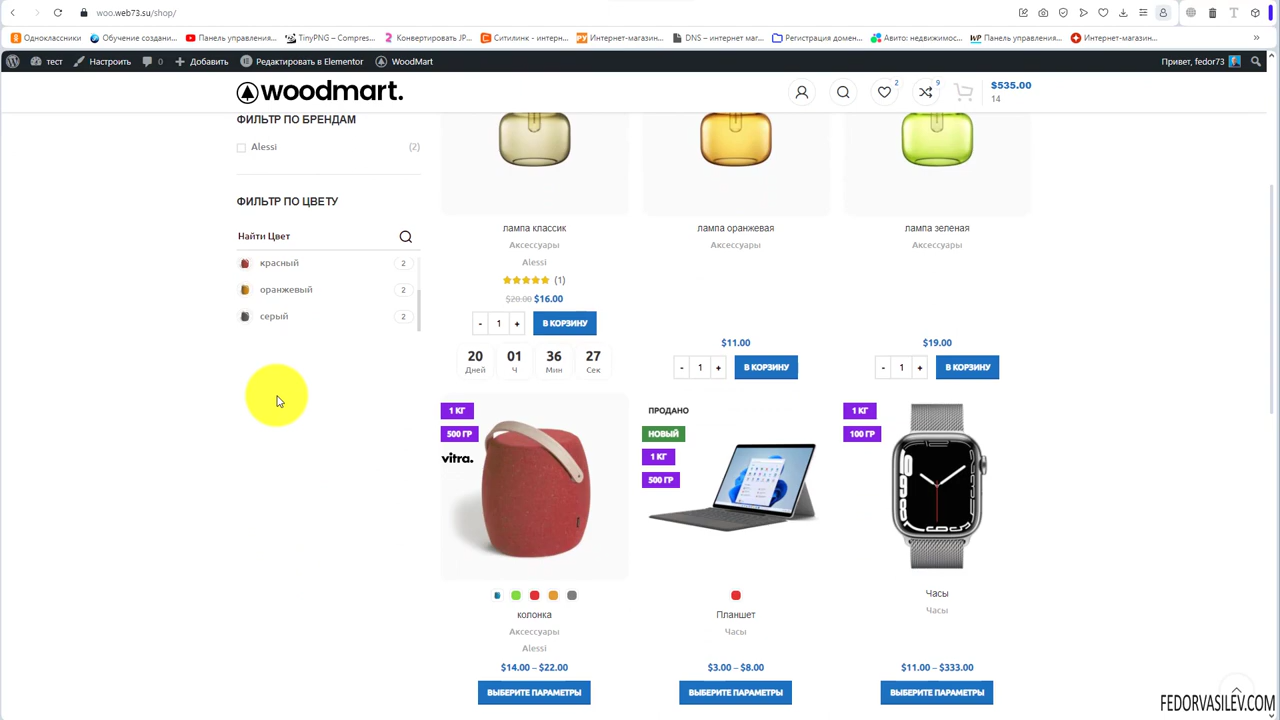 woo.web73.su/shop/
Одноклассники
Обучение создани...
Панель управления...
TinyPNG – Compres...
Конвертировать JP...
Ситилинк - интерн...
Интернет-магазин...
DNS – интернет маг...
Регистрация домен...
Авито: недвижимос...
Панель управления...
Интернет-магазин...
тест
Настроить
0
Добавить
Редактировать в Elementor
WoodMart
Привет, fedor73
woodmart.
2
9
$535.00
14
ФИЛЬТР ПО БРЕНДАМ
Alessi (2)
ФИЛЬТР ПО ЦВЕТУ
Найти Цвет
красный 2
оранжевый 2
серый 2
лампа классик
Аксессуары
Alessi
(1)
$20.00 $16.00
- 1 + В КОРЗИНУ
20 01 36 27
Дней Ч Мин Сек
лампа оранжевая
Аксессуары
$11.00
- 1 + В КОРЗИНУ
лампа зеленая
Аксессуары
$19.00
- 1 + В КОРЗИНУ
1 КГ
500 ГР
vitra.
колонка
Аксессуары
Alessi
$14.00 – $22.00
ВЫБЕРИТЕ ПАРАМЕТРЫ
ПРОДАНО
НОВЫЙ
1 КГ
500 ГР
Планшет
Часы
$3.00 – $8.00
ВЫБЕРИТЕ ПАРАМЕТРЫ
1 КГ
100 ГР
Часы
Часы
$11.00 – $333.00
ВЫБЕРИТЕ ПАРАМЕТРЫ
FEDORVASILEV.COM